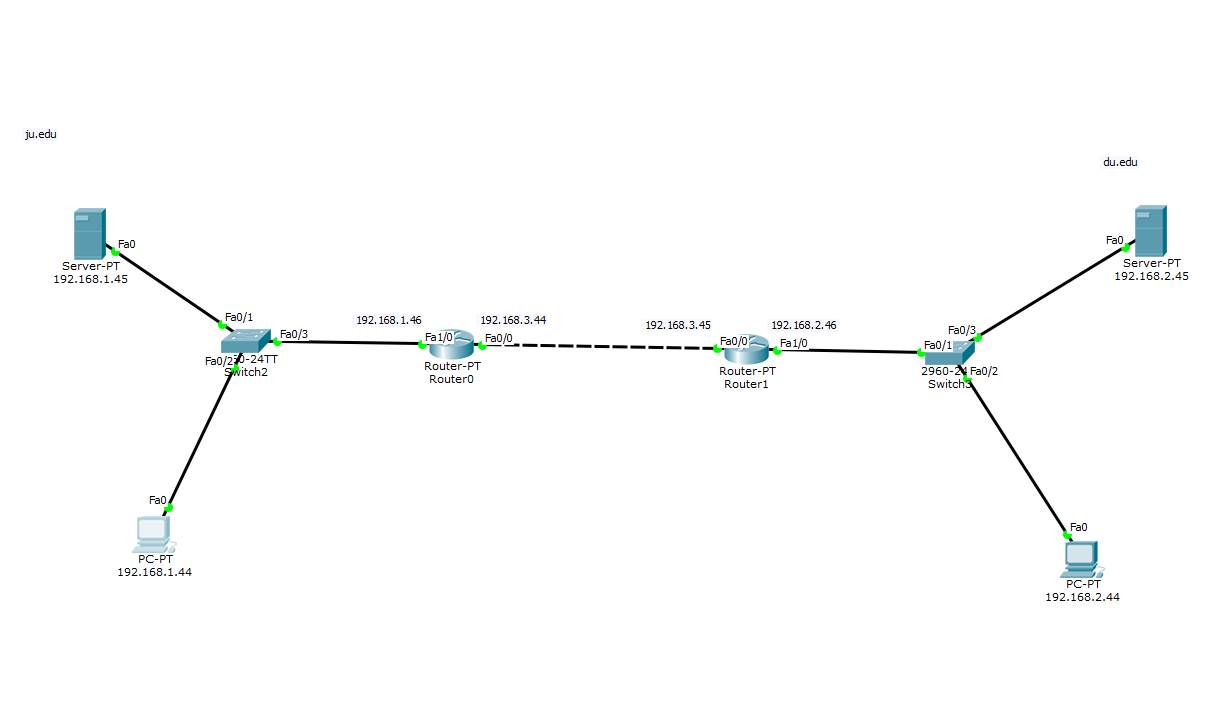 ju.edu
du.edu
Fa0
Server-PT
192.168.1.45
Fa0
Server-PT
192.168.2.45
Fa0/1
Fa0/3
Fa0/2
0-24TT
Switch2
192.168.1.46
Fa1/0
192.168.3.44
Fa0/0
Router-PT
Router0
192.168.3.45
Fa0/0
192.168.2.46
Fa1/0
Router-PT
Router1
Fa0/3
Fa0/1
2960-24
Fa0/2
Switch3
Fa0
PC-PT
192.168.1.44
Fa0
PC-PT
192.168.2.44